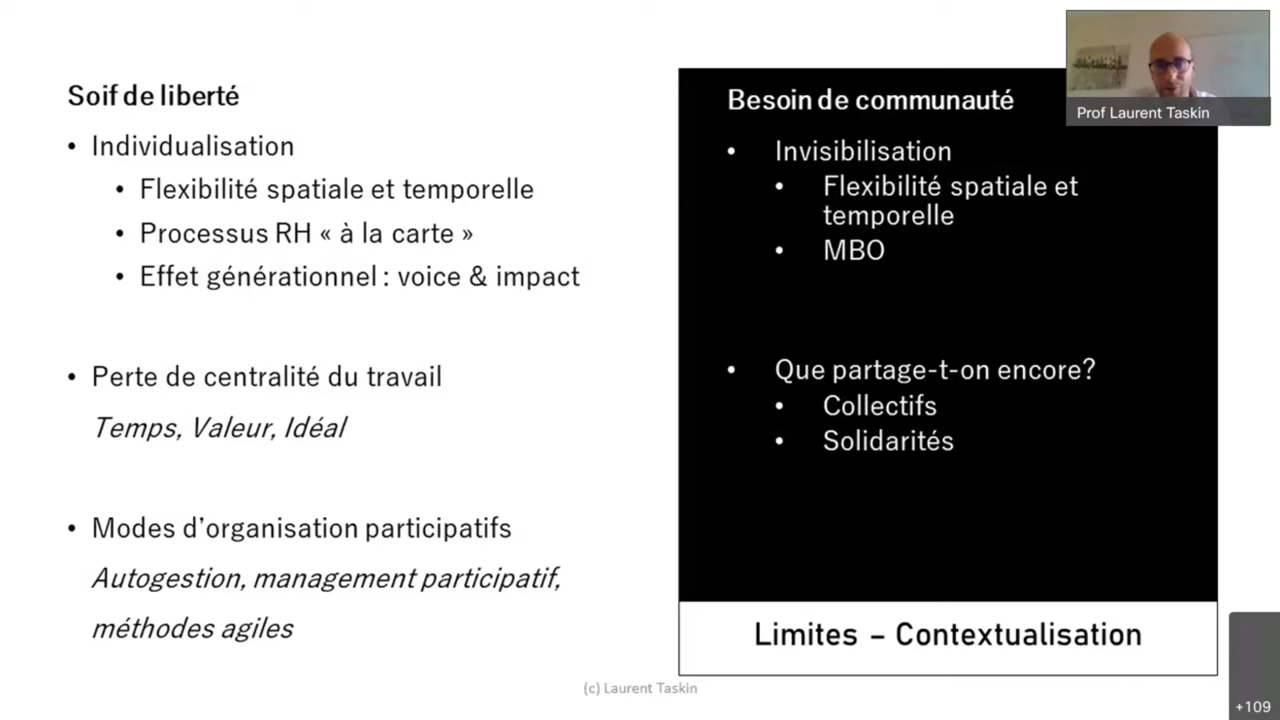 Soif de liberté
• Individualisation
• Flexibilité spatiale et temporelle
• Processus RH « à la carte »
• Effet générationnel : voice & impact
• Perte de centralité du travail
Temps, Valeur, Idéal
• Modes d’organisation participatifs
Autogestion, management participatif,
méthodes agiles
Besoin de communauté
• Invisibilisation
• Flexibilité spatiale et
temporelle
• MBO
• Que partage-t-on encore?
• Collectifs
• Solidarités
Limites – Contextualisation
(c) Laurent Taskin
Prof Laurent Taskin
+109